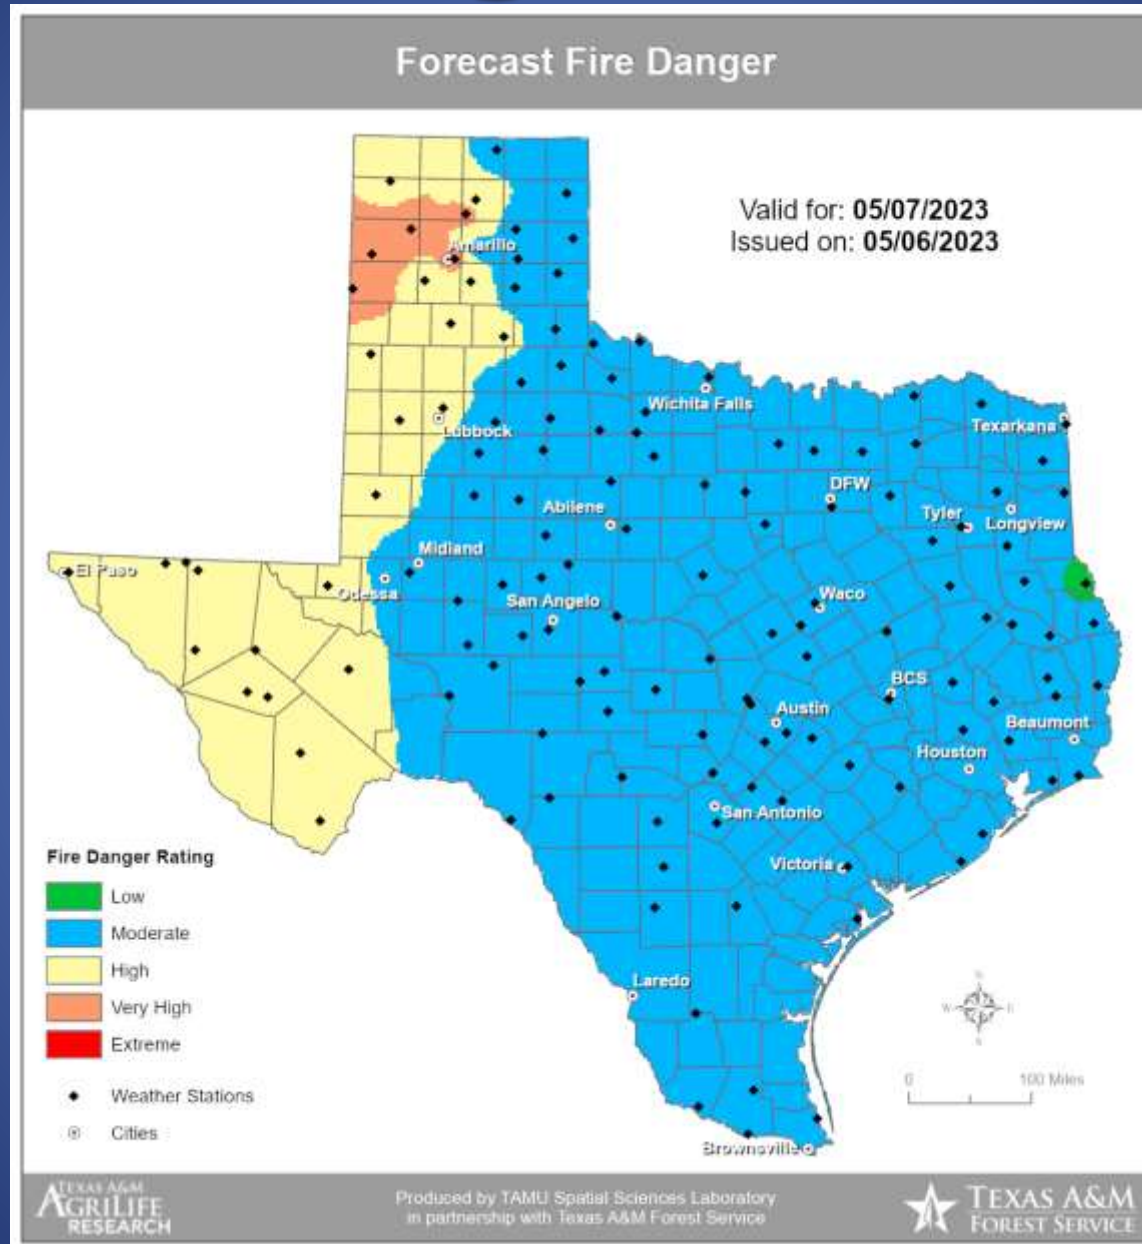 Forecast Fire Danger
Valid for: 05/07/2023
Issued on: 05/06/2023
Amarillo
Wichita Falls
Lubbock
Texarkana
DFW
Abilene
Tyler
Longview
Midland
El Paso
Odessa
San Angelo
Waco
BCS
Austin
Beaumont
Houston
San Antonio
Victoria
Laredo
Brownsville
Fire Danger Rating
Low
Moderate
High
Very High
Extreme
Weather Stations
Cities
N
W
E
S
0 100 Miles
TEXAS A&M
AGRILIFE
RESEARCH
Produced by TAMU Spatial Sciences Laboratory
in partnership with Texas A&M Forest Service
TEXAS A&M
FOREST SERVICE